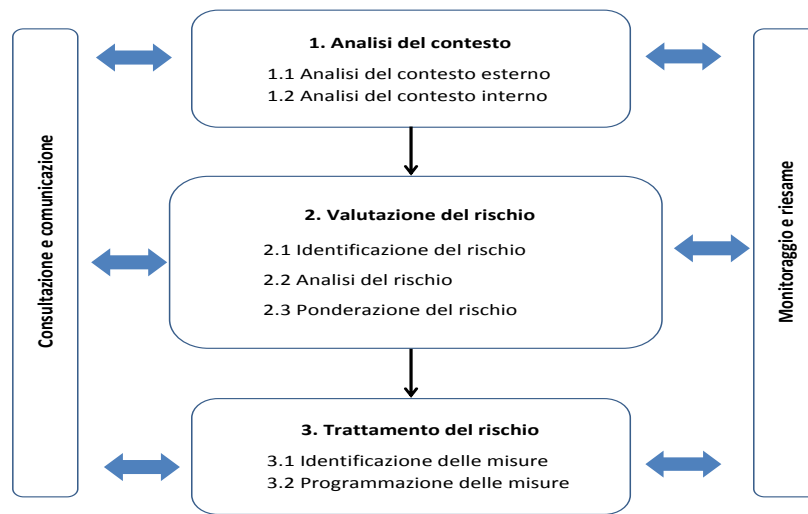 Consultazione e comunicazione
1. Analisi del contesto
1.1 Analisi del contesto esterno
1.2 Analisi del contesto interno
2. Valutazione del rischio
2.1 Identificazione del rischio
2.2 Analisi del rischio
2.3 Ponderazione del rischio
3. Trattamento del rischio
3.1 Identificazione delle misure
3.2 Programmazione delle misure
Monitoraggio e riesame